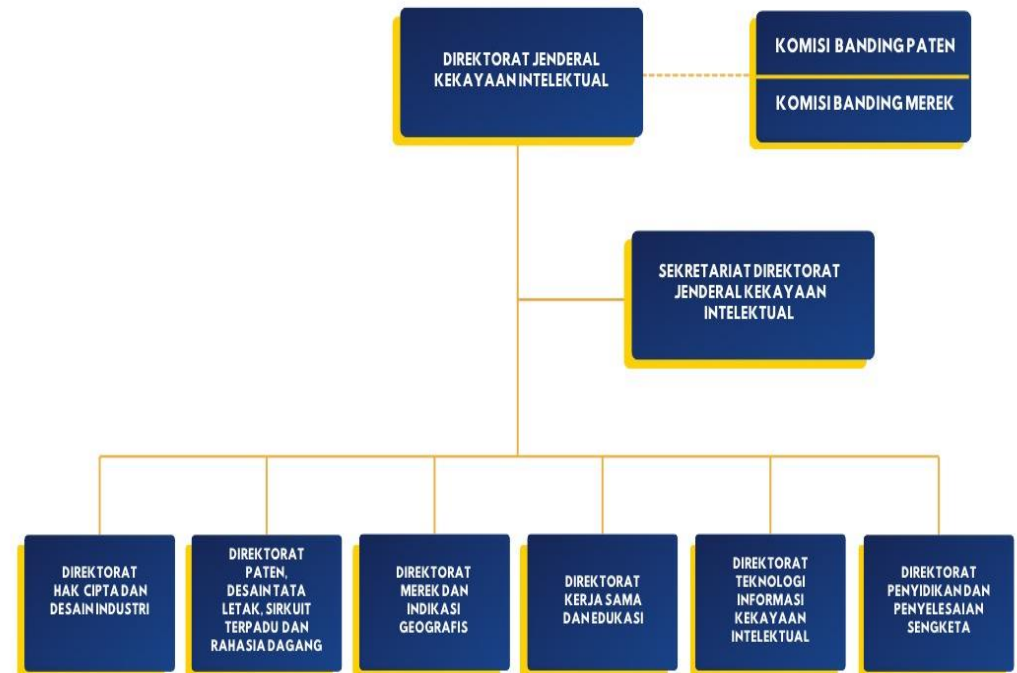 DIREKTORAT JENDERAL
KEKAYAAN INTELEKTUAL
KOMISI BANDING PATEN
KOMISI BANDING MEREK
SEKRETARIAT DIREKTORAT
JENDERAL KEKAYAAN
INTELEKTUAL
DIREKTORAT
HAK CIPTA DAN
DESAIN INDUSTRI
DIREKTORAT
PATEN,
DESAIN TATA
LETAK, SIRKUIT
TERPADU DAN
RAHASIA DAGANG
DIREKTORAT
MEREK DAN
INDIKASI
GEOGRAFIS
DIREKTORAT
KERJA SAMA
DAN EDUKASI
DIREKTORAT
TEKNOLOGI
INFORMASI
KEKAYAAN
INTELEKTUAL
DIREKTORAT
PENYIDIKAN DAN
PENYELESAIAN
SENGKETA